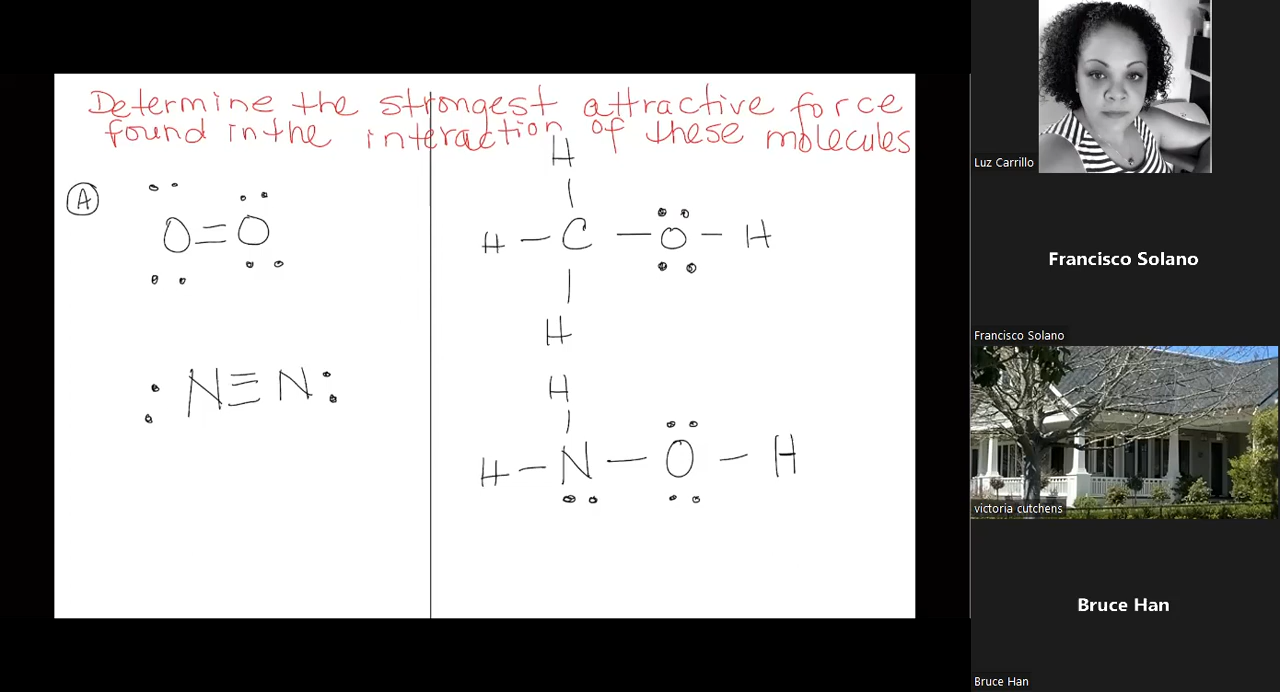 Determine the strongest attractive force
found in the interaction of these molecules
A
O=O
N≡N
H
H - C - O - H
H
H
H - N - O - H
Luz Carrillo
Francisco Solano
Francisco Solano
victoria cutchens
Bruce Han
Bruce Han